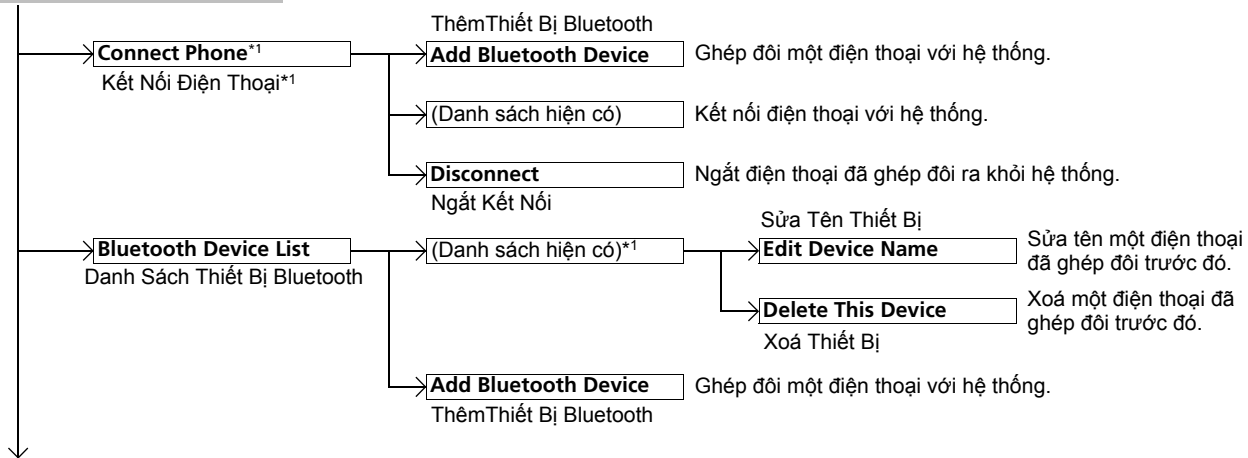 ThêmThiết Bị Bluetooth
Connect Phone*1
Add Bluetooth Device
Ghép đôi một điện thoại với hệ thống.
Kết Nối Điện Thoại*1
(Danh sách hiện có)
Kết nối điện thoại với hệ thống.
Disconnect
Ngắt điện thoại đã ghép đôi ra khỏi hệ thống.
Ngắt Kết Nối
Sửa Tên Thiết Bị
Bluetooth Device List
(Danh sách hiện có)*1
Edit Device Name
Sửa tên một điện thoại
đã ghép đôi trước đó.
Danh Sách Thiết Bị Bluetooth
Delete This Device
Xoá một điện thoại đã
ghép đôi trước đó.
Xoá Thiết Bị
Add Bluetooth Device
Ghép đôi một điện thoại với hệ thống.
ThêmThiết Bị Bluetooth